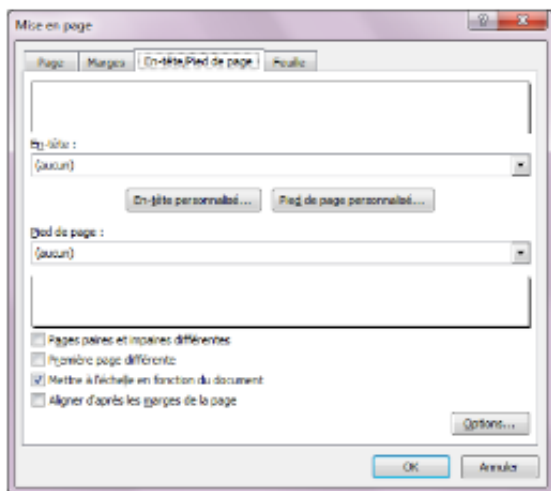 Mise en page
Page Marges En-tête/Pied de page Feuille
En-tête :
(aucun)
En-tête personnalisé... Pied de page personnalisé...
Pied de page :
(aucun)
Pages paires et impaires différentes
Première page différente
Mettre à l'échelle en fonction du document
Aligner d'après les marges de la page
Options...
OK Annuler